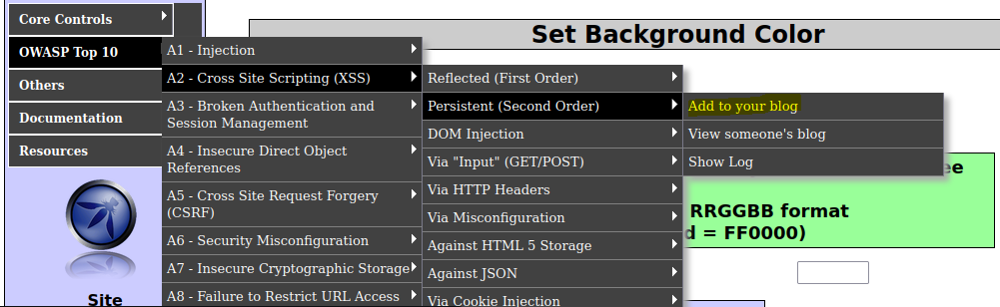 Core Controls
OWASP Top 10
Others
Documentation
Resources
Site
Set Background Color
A1 - Injection
A2 - Cross Site Scripting (XSS)
A3 - Broken Authentication and
Session Management
A4 - Insecure Direct Object
References
A5 - Cross Site Request Forgery
(CSRF)
A6 - Security Misconfiguration
A7 - Insecure Cryptographic Storage
A8 - Failure to Restrict URL Access
Reflected (First Order)
Persistent (Second Order)
DOM Injection
Via "Input" (GET/POST)
Via HTTP Headers
Via Misconfiguration
Against HTML 5 Storage
Against JSON
Via Cookie Injection
Add to your blog
View someone's blog
Show Log
RRGGBB format
= FF0000)